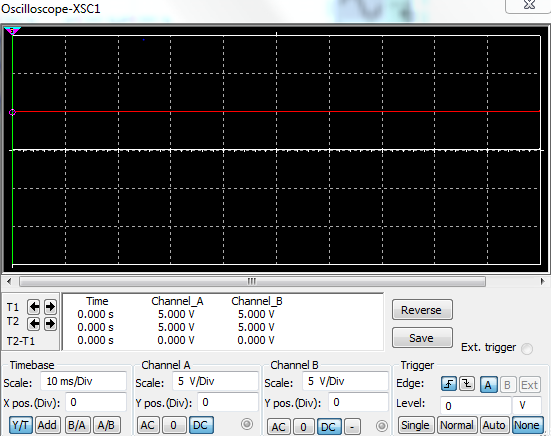 Oscilloscope-XSC1
Time Channel_A Channel_B
T1 0.000 s 5.000 V 5.000 V
T2 0.000 s 5.000 V 5.000 V
T2-T1 0.000 s 0.000 V 0.000 V
Reverse
Save
Ext. trigger
Timebase
Scale: 10 ms/Div
X pos.(Div): 0
Y/T Add B/A A/B
Channel A
Scale: 5 V/Div
Y pos.(Div): 0
AC 0 DC
Channel B
Scale: 5 V/Div
Y pos.(Div): 0
AC 0 DC -
Trigger
Edge: A B Ext
Level: 0 V
Single Normal Auto None